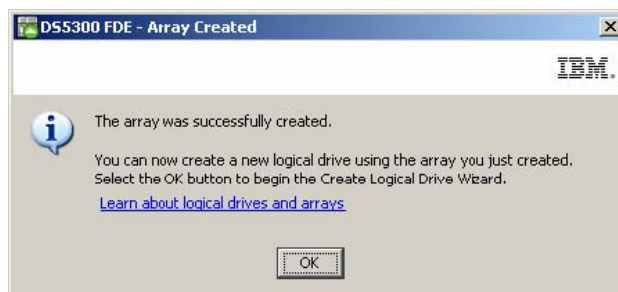 DS5300 FDE - Array Created
IBM.
The array was successfully created.
You can now create a new logical drive using the array you just created.
Select the OK button to begin the Create Logical Drive Wizard.
Learn about logical drives and arrays
OK